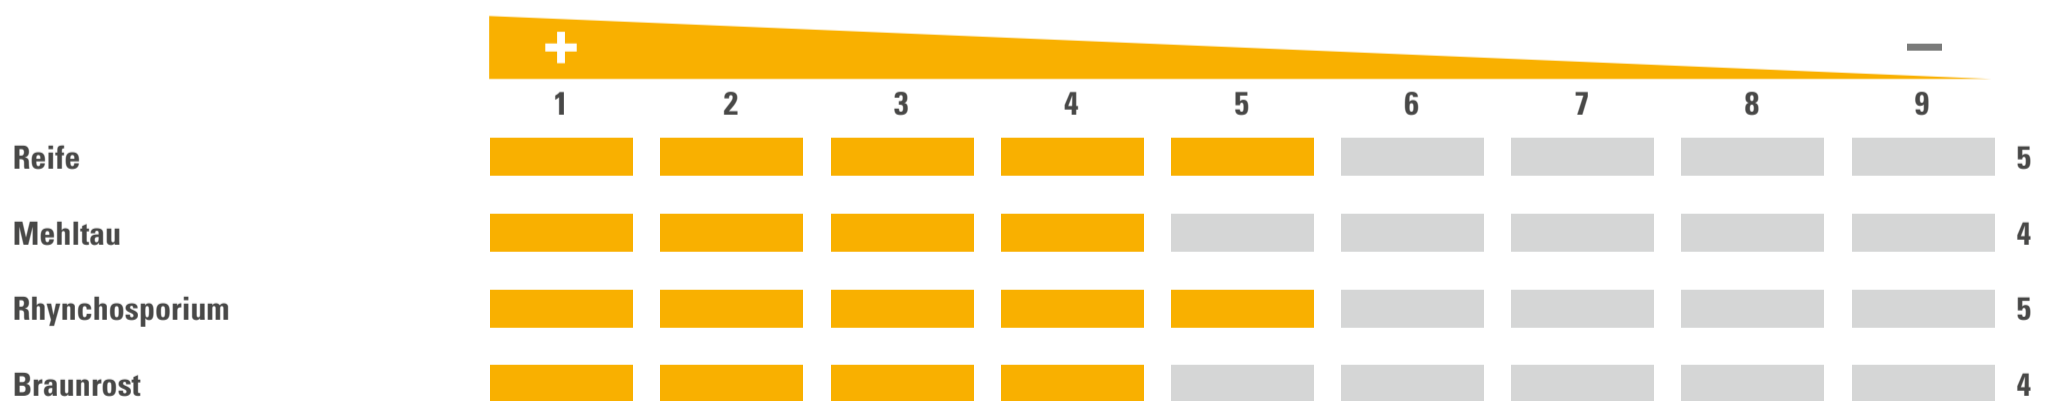 + −
1 2 3 4 5 6 7 8 9
Reife 5
Mehltau 4
Rhynchosporium 5
Braunrost 4